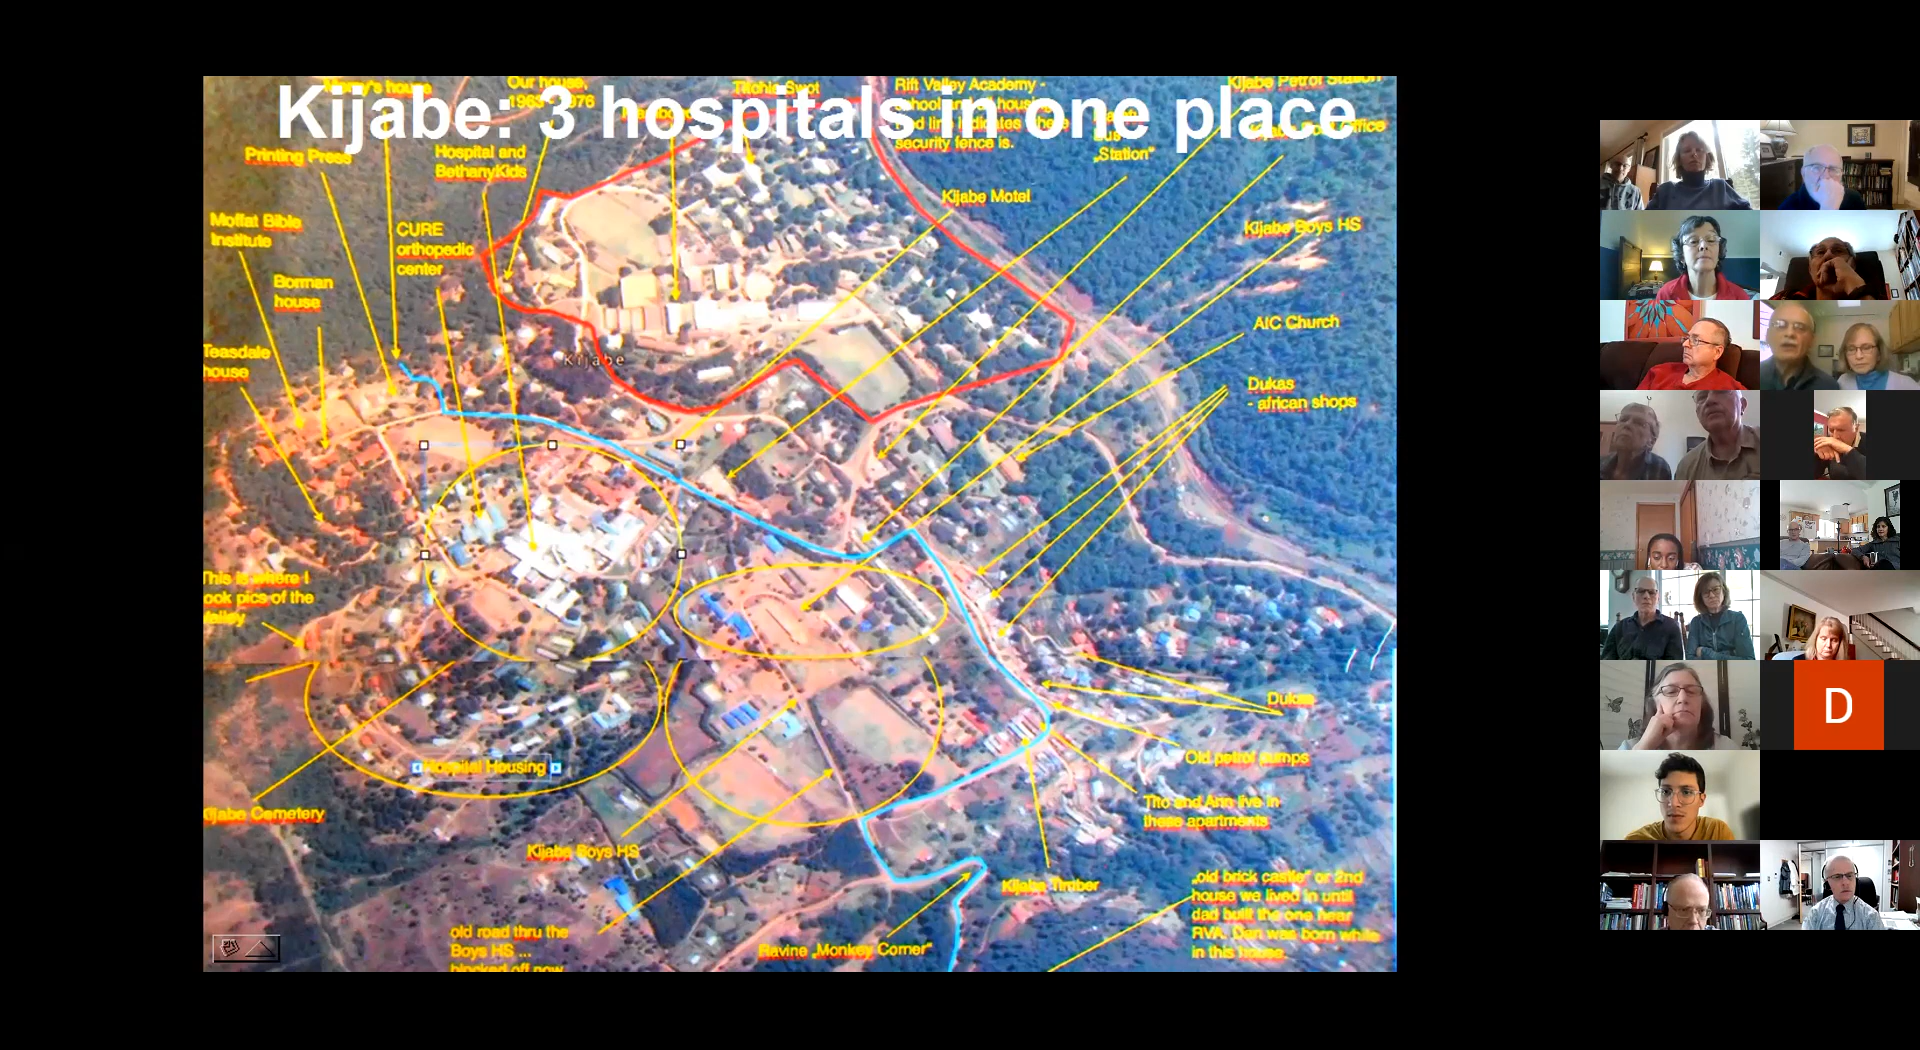 Kijabe: 3 hospitals in one place
Our house,
Titchie Swot
Rift Valley Academy -
security fence is.
Kijabe Petrol Station
„Station“
Printing Press
Hospital and
BethanyKids
Kijabe Motel
Moffat Bible
Institute
CURE
orthopedic
center
Kijabe Boys HS
Borman
house
AIC Church
Teasdale
house
Kijabe
Dukas
- african shops
This is where I
ook pics of the
Valley
Dukas
Hospital Housing
Old petrol pumps
Kijabe Cemetery
Tito and Ann live in
these apartments
Kijabe Boys HS
Kijabe Timber
„old brick castle“ or 2nd
house we lived in until
dad built the one near
RVA. Dan was born while
in this house.
old road thru the
Boys HS ...
blocked off now
Ravine „Monkey Corner“
D